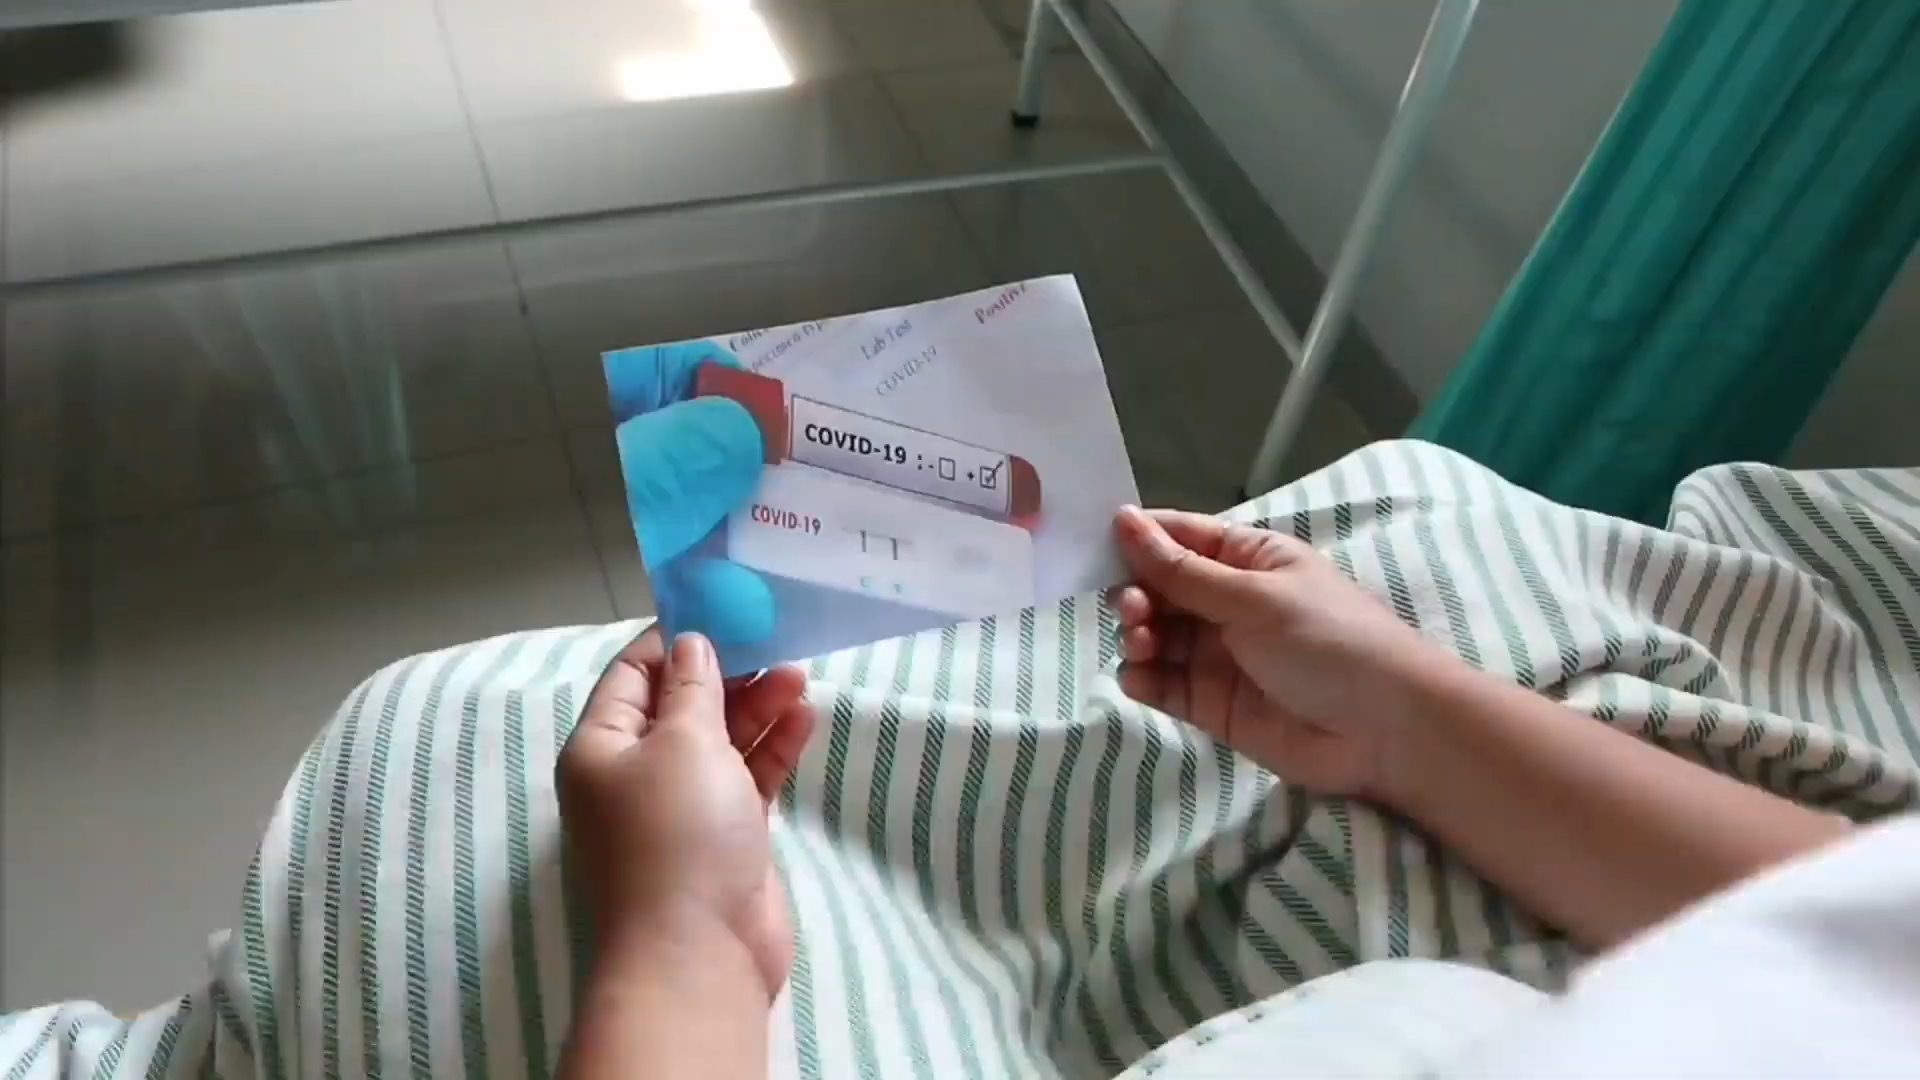 Lab Test
Positive
COVID-19
COVID-19 : - ☐ + ☑
COVID-19
C T